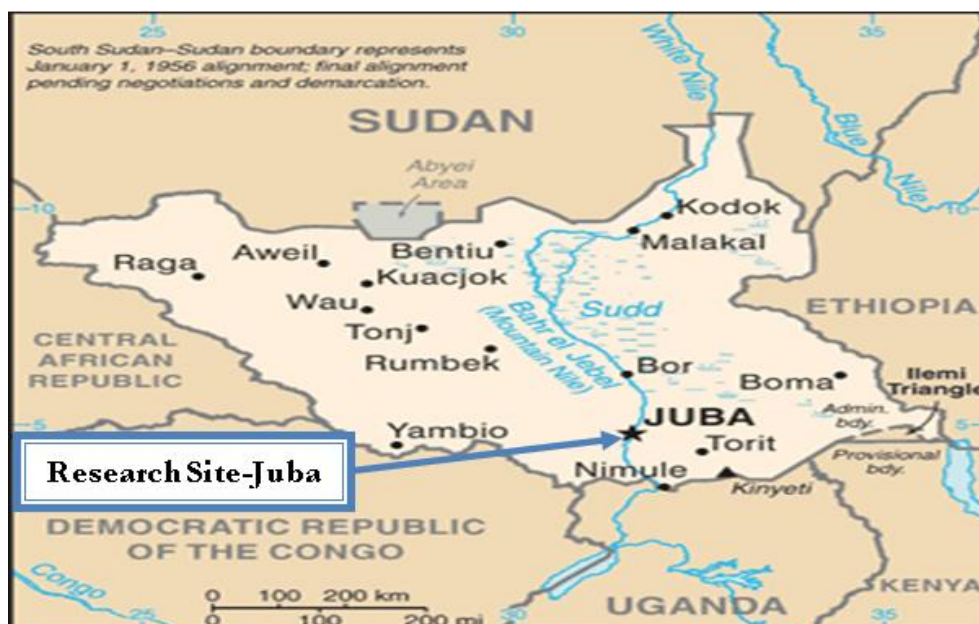 25
30
35
South Sudan–Sudan boundary represents
January 1, 1956 alignment; final alignment
pending negotiations and demarcation.
White Nile
Blue
Nile
SUDAN
Abyei
Area
10
10
Kodok
Malakal
Bentiu
Aweil
Raga
Kuacjok
Wau
Tonj
Rumbek
Sudd
Bahr el Jebel
(Mountain Nile)
ETHIOPIA
CENTRAL
AFRICAN
REPUBLIC
Bor
Boma
Ilemi
Triangle
JUBA
Admin.
bdy.
5
5
Yambio
Torit
Provisional
bdy.
Research Site-Juba
Nimule
Kinyeti
DEMOCRATIC REPUBLIC
OF THE CONGO
Congo
0 100 200 km
0 100 200 mi
25
30
35
UGANDA
KENYA